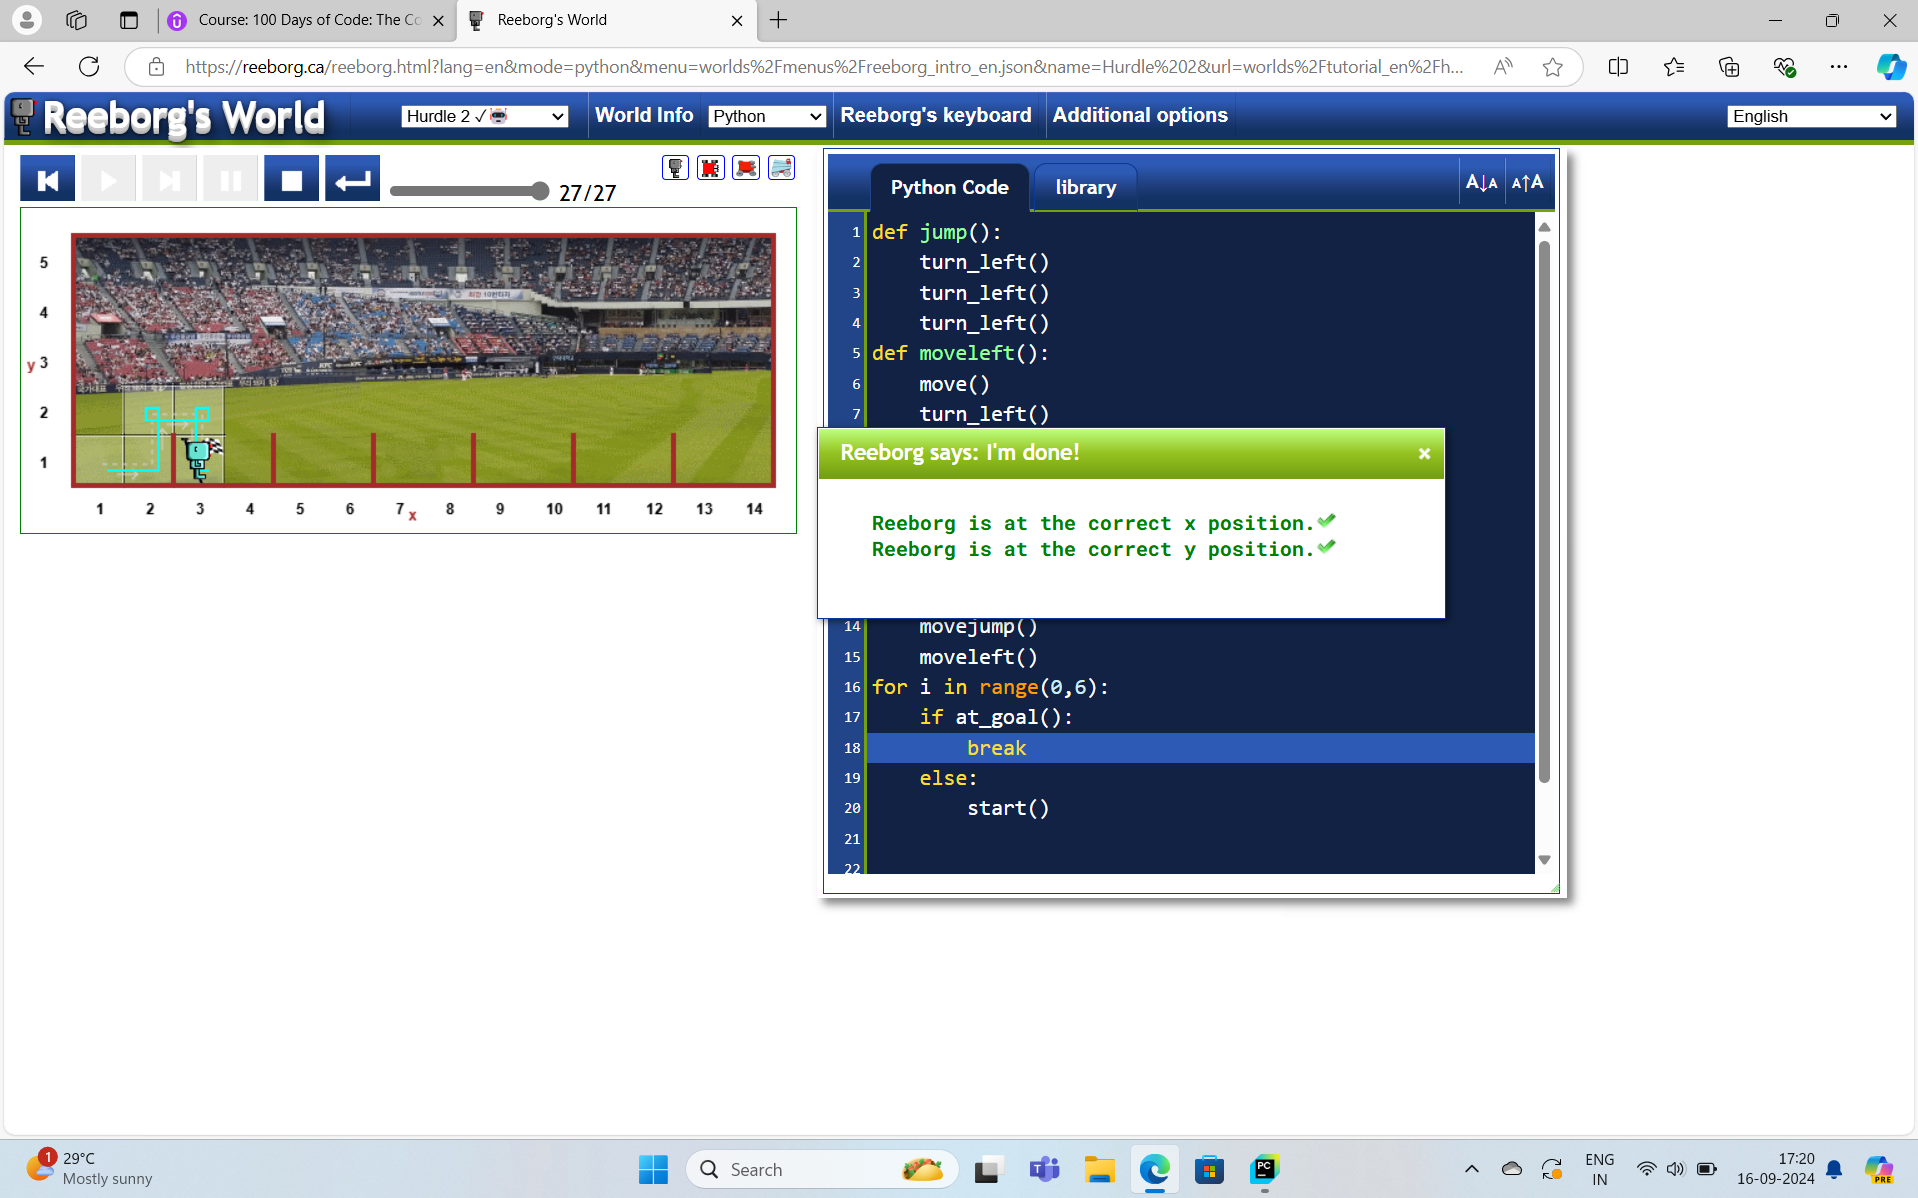 Course: 100 Days of Code: The Co
Reeborg's World
https://reeborg.ca/reeborg.html?lang=en&mode=python&menu=worlds%2Fmenus%2Freeborg_intro_en.json&name=Hurdle%202&url=worlds%2Ftutorial_en%2Fh...
Reeborg's World
Hurdle 2 ✓
World Info
Python
Reeborg's keyboard
Additional options
English
27/27
5
4
y 3
2
1
1 2 3 4 5 6 7 x 8 9 10 11 12 13 14
Python Code
library
A↓A
A↑A
1 def jump():
2 turn_left()
3 turn_left()
4 turn_left()
5 def moveleft():
6 move()
7 turn_left()
Reeborg says: I'm done!
Reeborg is at the correct x position.✔
Reeborg is at the correct y position.✔
14 movejump()
15 moveleft()
16 for i in range(0,6):
17 if at_goal():
18 break
19 else:
20 start()
21
22
1
29°C
Mostly sunny
Search
T
PC
ENG
IN
17:20
16-09-2024
PRE